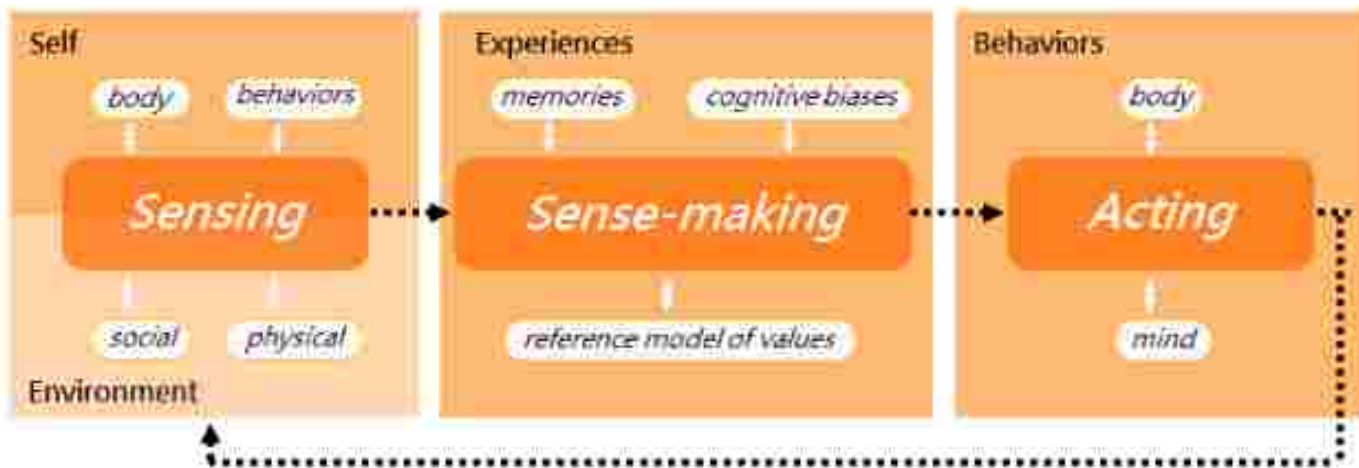 Self
body
behaviors
Sensing
social
physical
Environment
Experiences
memories
cognitive biases
Sense-making
reference model of values
Behaviors
body
Acting
mind